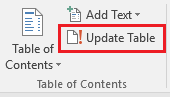 Add Text
Update Table
Table of
Contents
Table of Contents